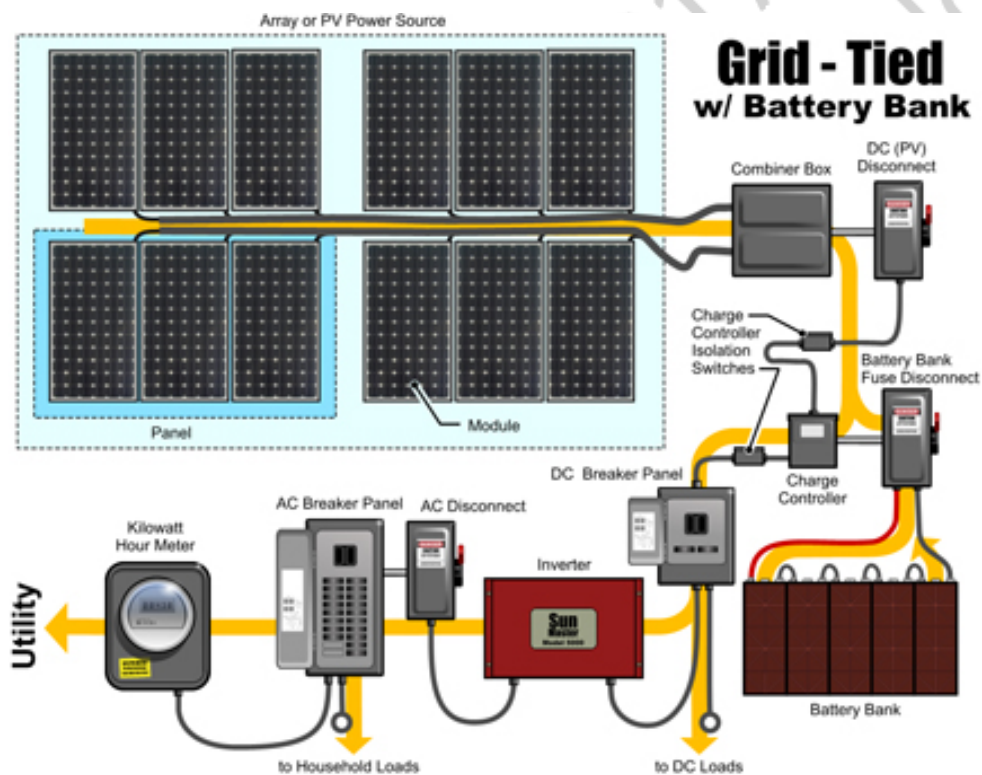 Array or PV Power Source
Grid - Tied
w/ Battery Bank
DC (PV)
Disconnect
Combiner Box
Charge
Controller
Isolation
Switches
Battery Bank
Fuse Disconnect
Panel
Module
DC Breaker Panel
Charge
Controller
AC Breaker Panel
AC Disconnect
Kilowatt
Hour Meter
Inverter
Utility
Sun
Master
Battery Bank
to Household Loads
to DC Loads